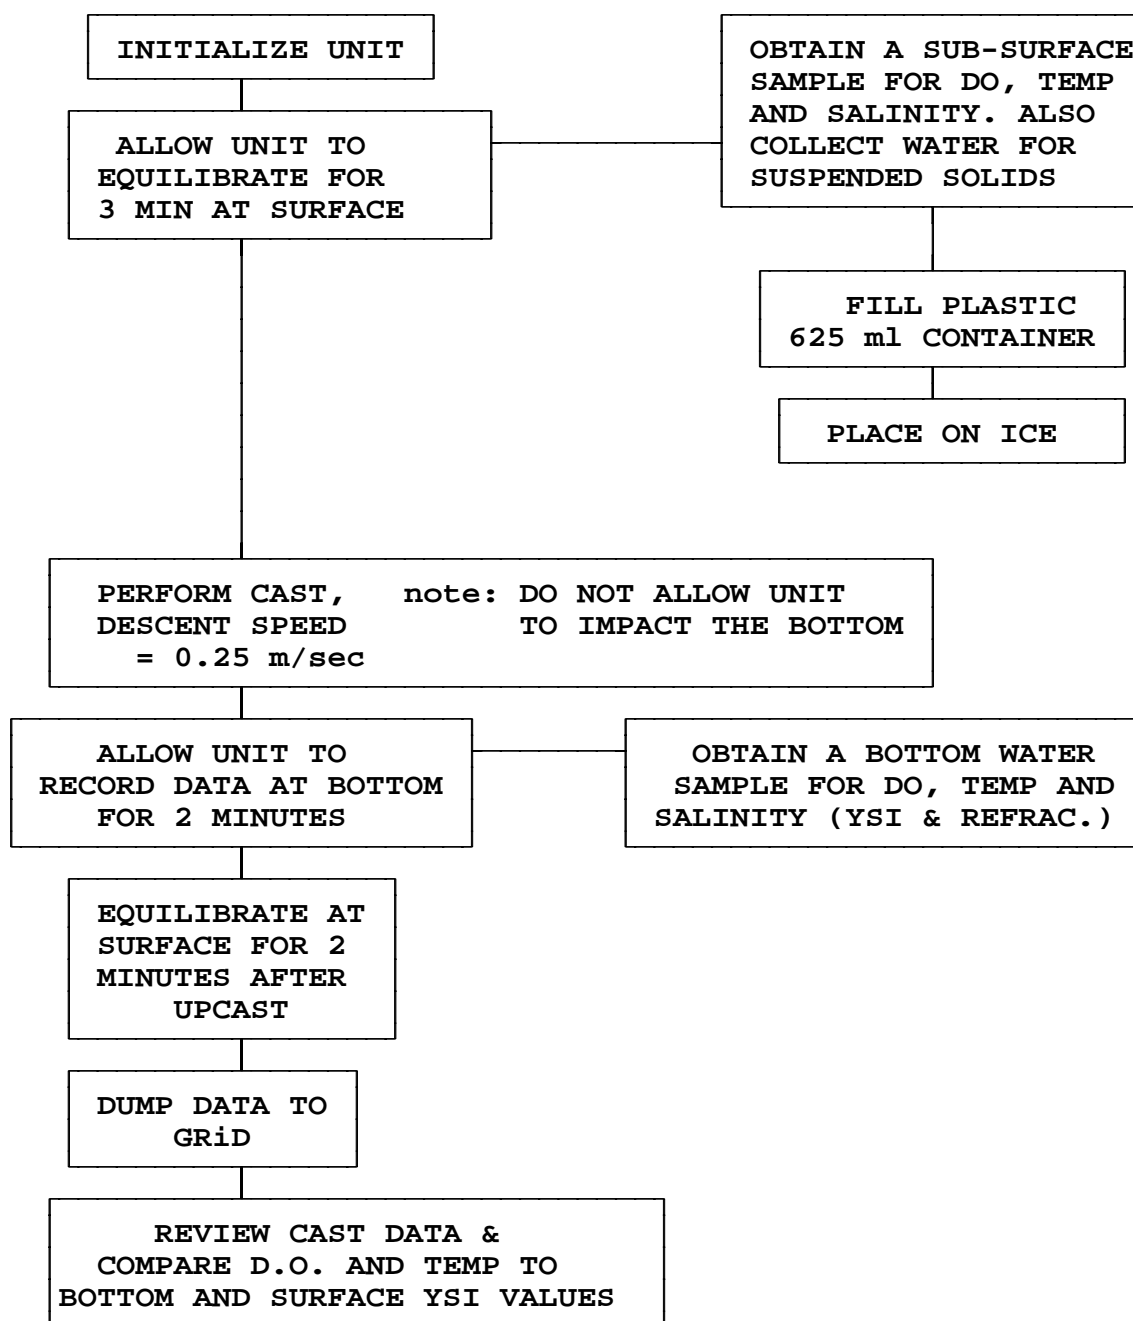 INITIALIZE UNIT
OBTAIN A SUB-SURFACE
SAMPLE FOR DO, TEMP
AND SALINITY. ALSO
COLLECT WATER FOR
SUSPENDED SOLIDS
ALLOW UNIT TO
EQUILIBRATE FOR
3 MIN AT SURFACE
FILL PLASTIC
625 ml CONTAINER
PLACE ON ICE
PERFORM CAST,
DESCENT SPEED
= 0.25 m/sec
note: DO NOT ALLOW UNIT
TO IMPACT THE BOTTOM
ALLOW UNIT TO
RECORD DATA AT BOTTOM
FOR 2 MINUTES
OBTAIN A BOTTOM WATER
SAMPLE FOR DO, TEMP AND
SALINITY (YSI & REFRAC.)
EQUILIBRATE AT
SURFACE FOR 2
MINUTES AFTER
UPCAST
DUMP DATA TO
GRiD
REVIEW CAST DATA &
COMPARE D.O. AND TEMP TO
BOTTOM AND SURFACE YSI VALUES